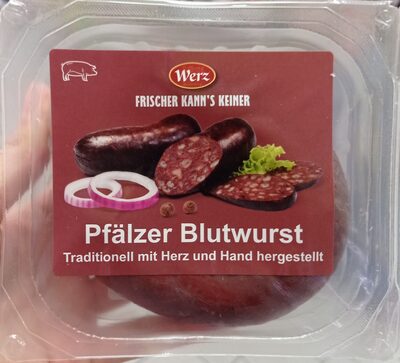 Werz
FRISCHER KANN'S KEINER
Pfälzer Blutwurst
Traditionell mit Herz und Hand hergestellt